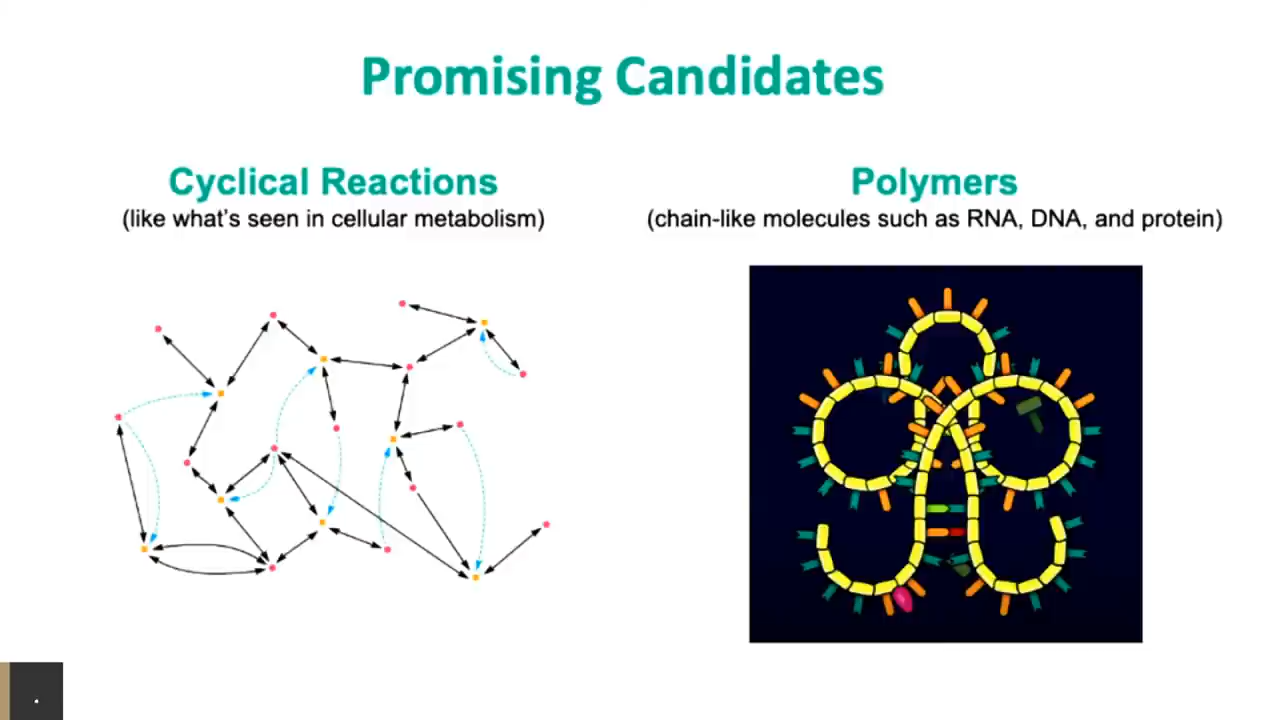 Promising Candidates
Cyclical Reactions
(like what's seen in cellular metabolism)
Polymers
(chain-like molecules such as RNA, DNA, and protein)